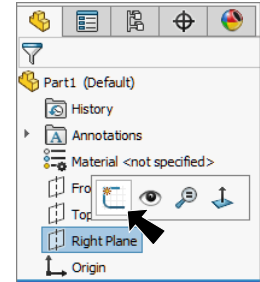 Part1 (Default)
History
A Annotations
Material <not specified>
Fro
Top
Right Plane
Origin